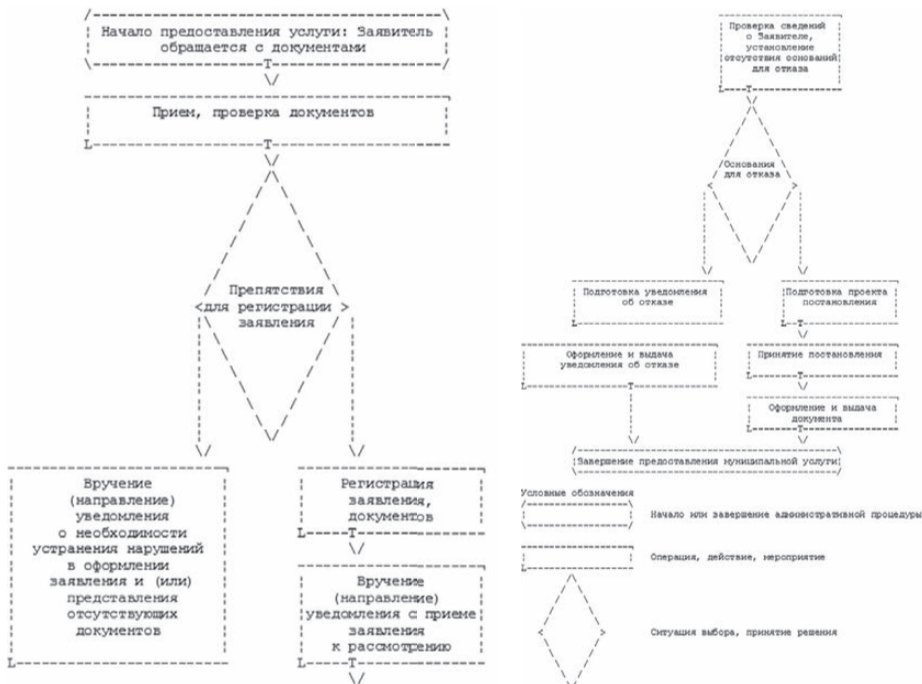 Начало предоставления услуги: Заявитель
обращается с документами
Прием, проверка документов
Препятствия
для регистрации
заявления
Вручение
(направление)
уведомления
о необходимости
устранения нарушений
в оформлении
заявления и (или)
представления
отсутствующих
документов
Регистрация
заявления,
документов
Вручение
(направление)
уведомления с приеме
заявления
к рассмотрению
Проверка сведений
о Заявителе,
установление
отсутствия оснований
для отказа
Основания
для отказа
Подготовка уведомления
об отказе
Подготовка проекта
постановления
Оформление и выдача
уведомления об отказе
Принятие постановления
Оформление и выдача
документа
Завершение предоставления муниципальной услуги
Условные обозначения
Начало или завершение административной процедуры
Операция, действие, мероприятие
Ситуация выбора, принятие решения